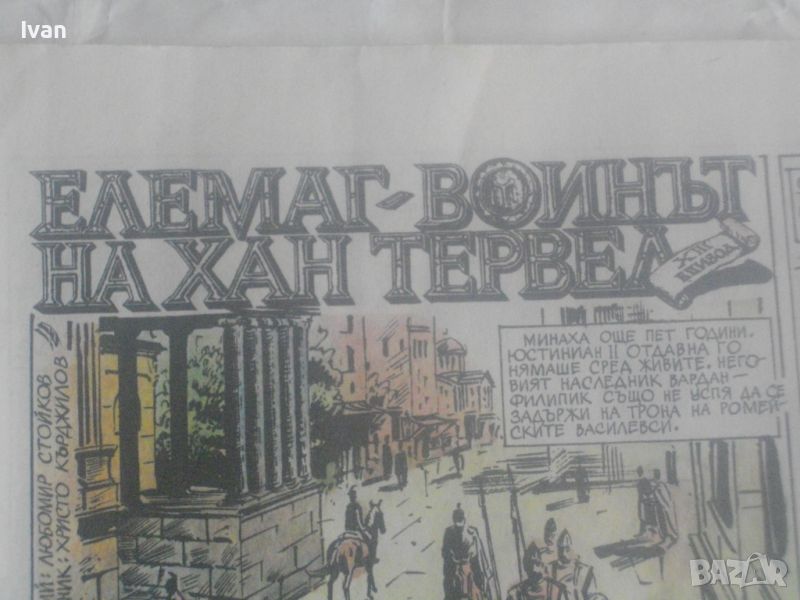 Ivan
ЕЛЕМАГ - ВОИНЪТ
НА ХАН ТЕРВЕЛ
XIII
ЕПИЗОД
МИНАХА ОЩЕ ПЕТ ГОДИНИ.
ЮСТИНИАН II ОТДАВНА ГО
НЯМАШЕ СРЕД ЖИВИТЕ. НЕГО-
ВИЯТ НАСЛЕДНИК ВАРДАН-
ФИЛИПИК СЪЩО НЕ УСПЯ ДА СЕ
ЗАДЪРЖИ НА ТРОНА НА РОМЕЙ-
СКИТЕ ВАСИЛЕВСИ.
ЛЮБОМИР СТОЙКОВ
ХРИСТО КЪРДЖИЛОВ
BAZAR